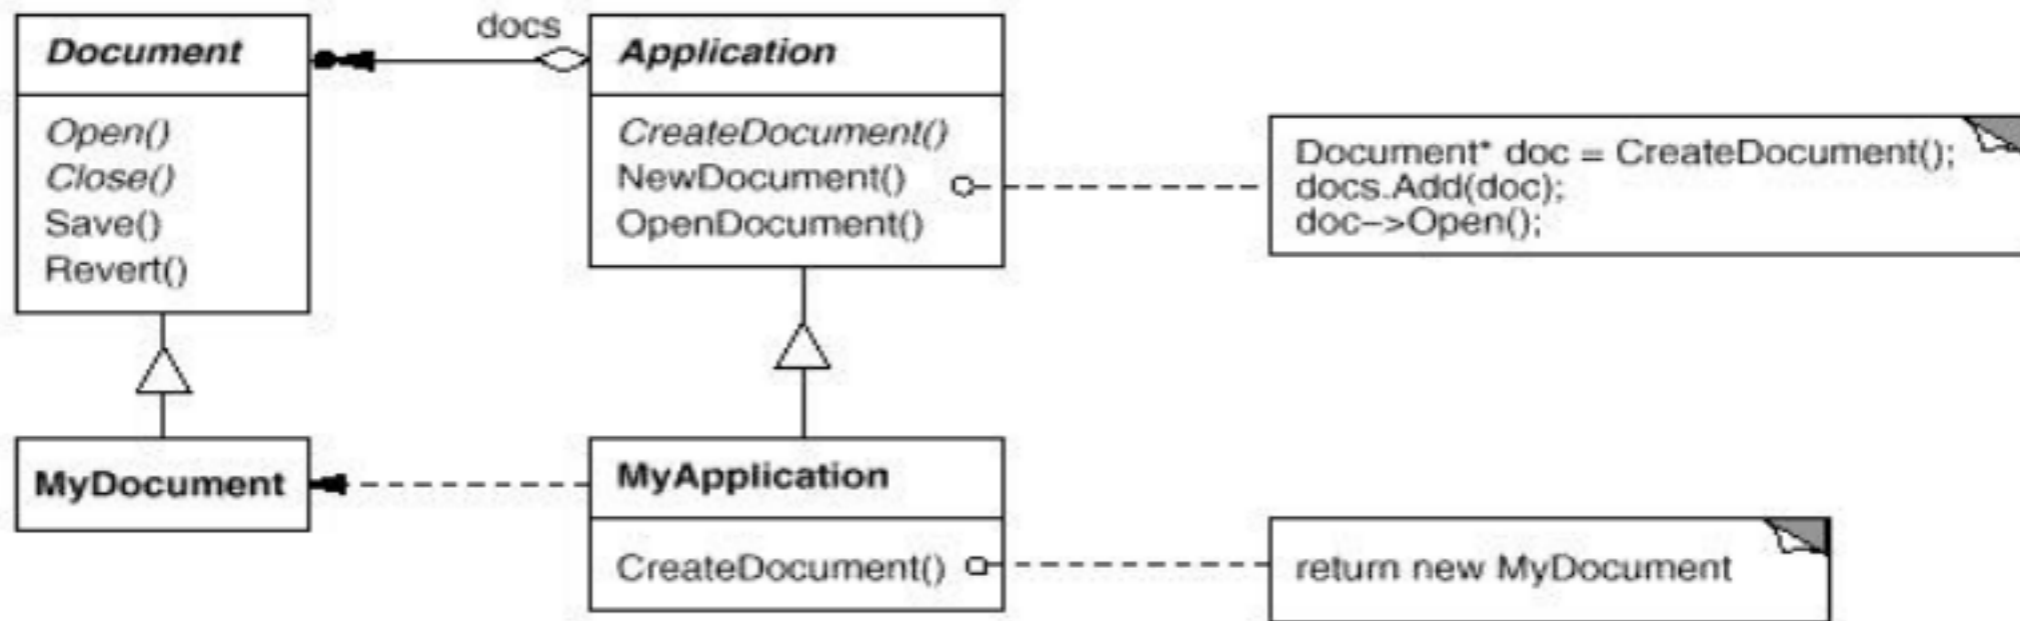 docs
Document
Open()
Close()
Save()
Revert()
Application
CreateDocument()
NewDocument()
OpenDocument()
Document* doc = CreateDocument();
docs.Add(doc);
doc–>Open();
MyDocument
MyApplication
CreateDocument()
return new MyDocument